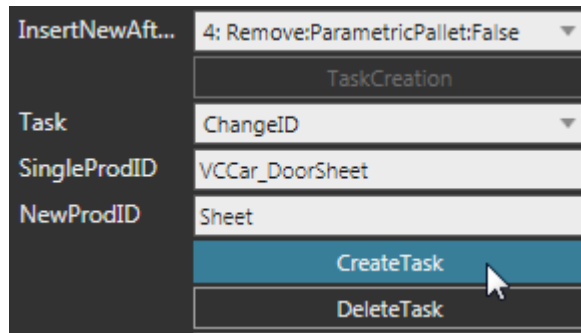 InsertNewAft... 4: Remove:ParametricPallet:False
TaskCreation
Task ChangeID
SingleProdID VCCar_DoorSheet
NewProdID Sheet
CreateTask
DeleteTask